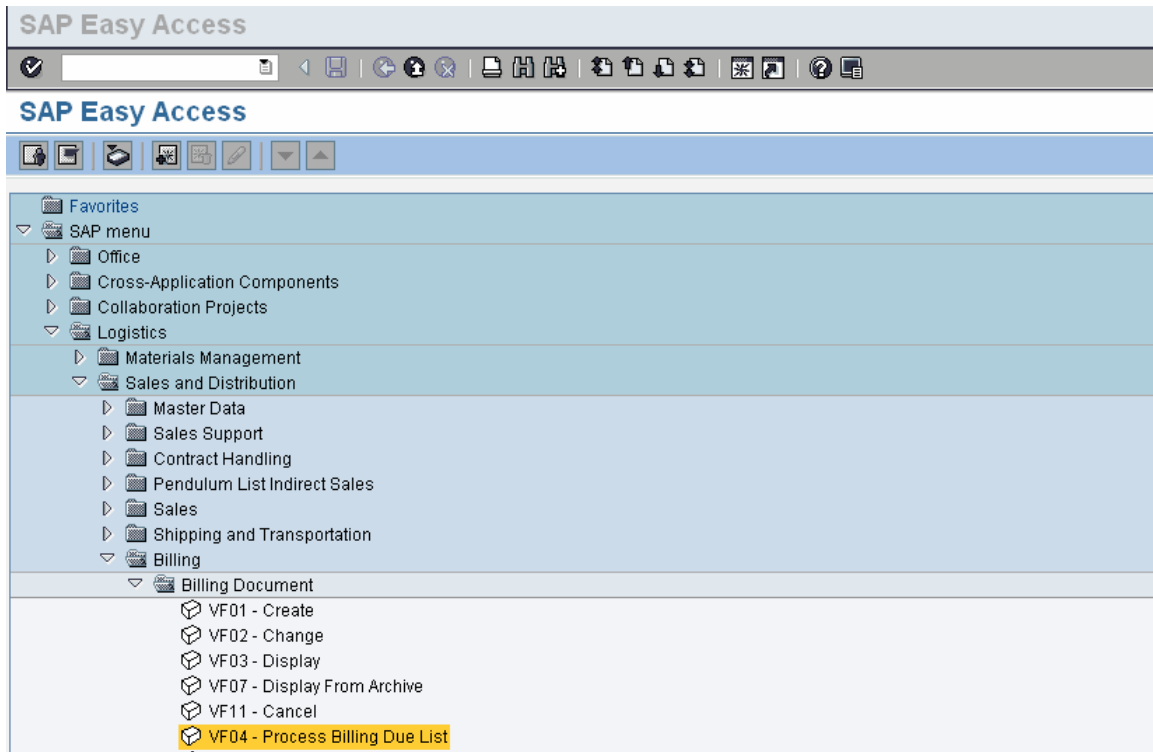 SAP Easy Access
SAP Easy Access
Favorites
SAP menu
Office
Cross-Application Components
Collaboration Projects
Logistics
Materials Management
Sales and Distribution
Master Data
Sales Support
Contract Handling
Pendulum List Indirect Sales
Sales
Shipping and Transportation
Billing
Billing Document
VF01 - Create
VF02 - Change
VF03 - Display
VF07 - Display From Archive
VF11 - Cancel
VF04 - Process Billing Due List